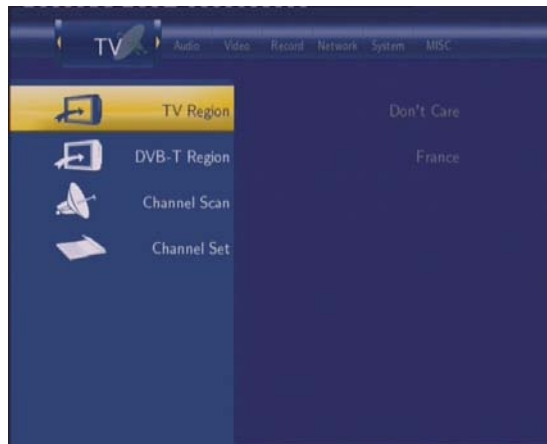 TV Audio Video Record Network System MISC
TV Region Don't Care
DVB-T Region France
Channel Scan
Channel Set